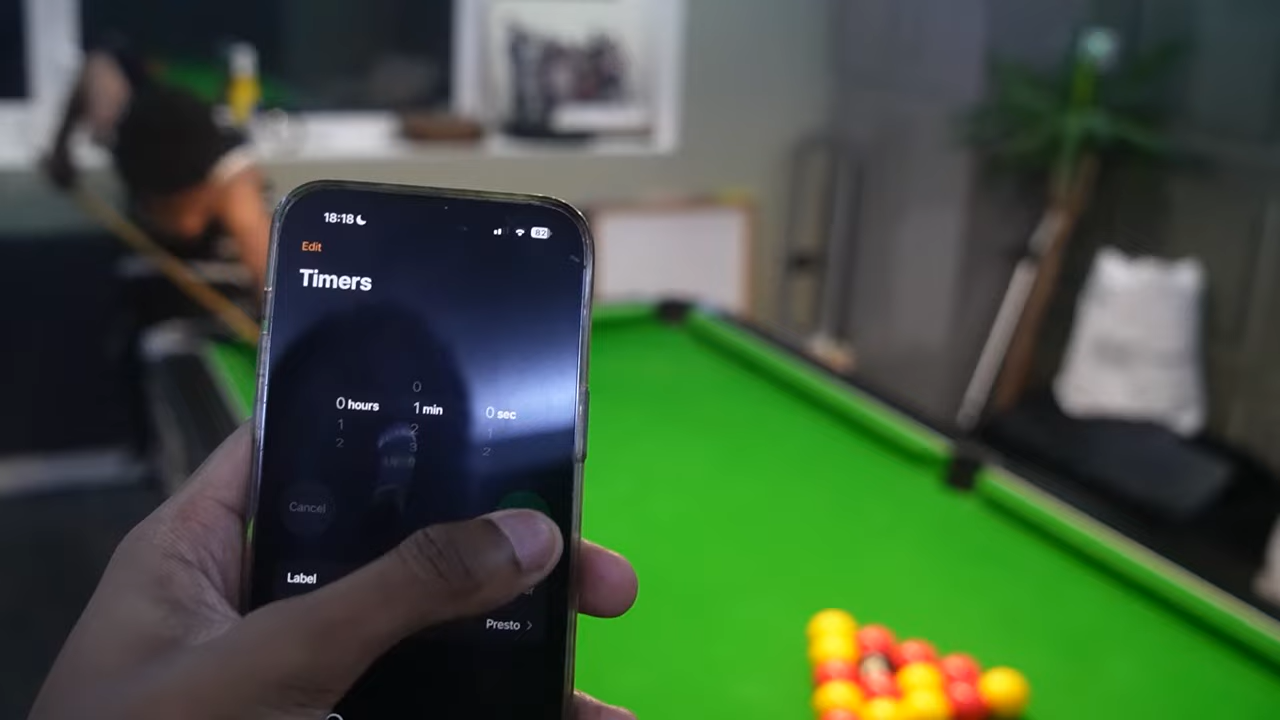 18:18
82
Edit
Timers
0
0 hours 1 min 0 sec
1 2 1
2 3 2
Cancel
Label
Presto